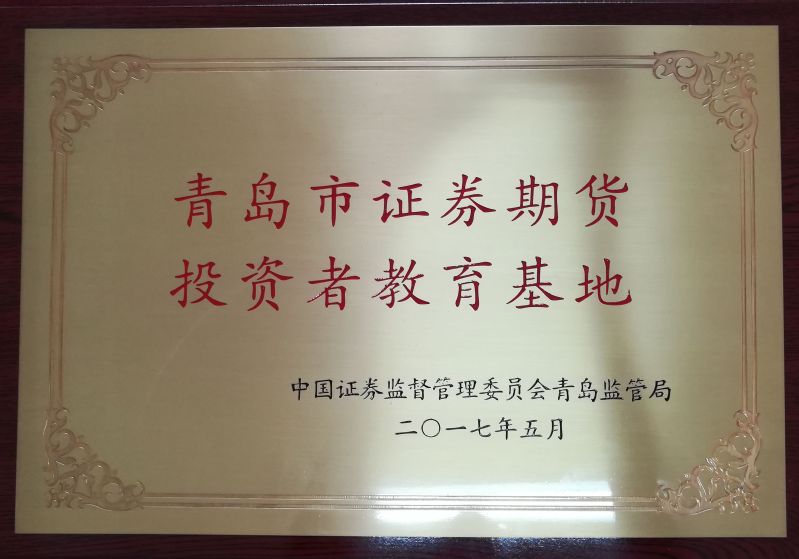 青岛市证券期货
投资者教育基地
中国证券监督管理委员会青岛监管局
二〇一七年五月